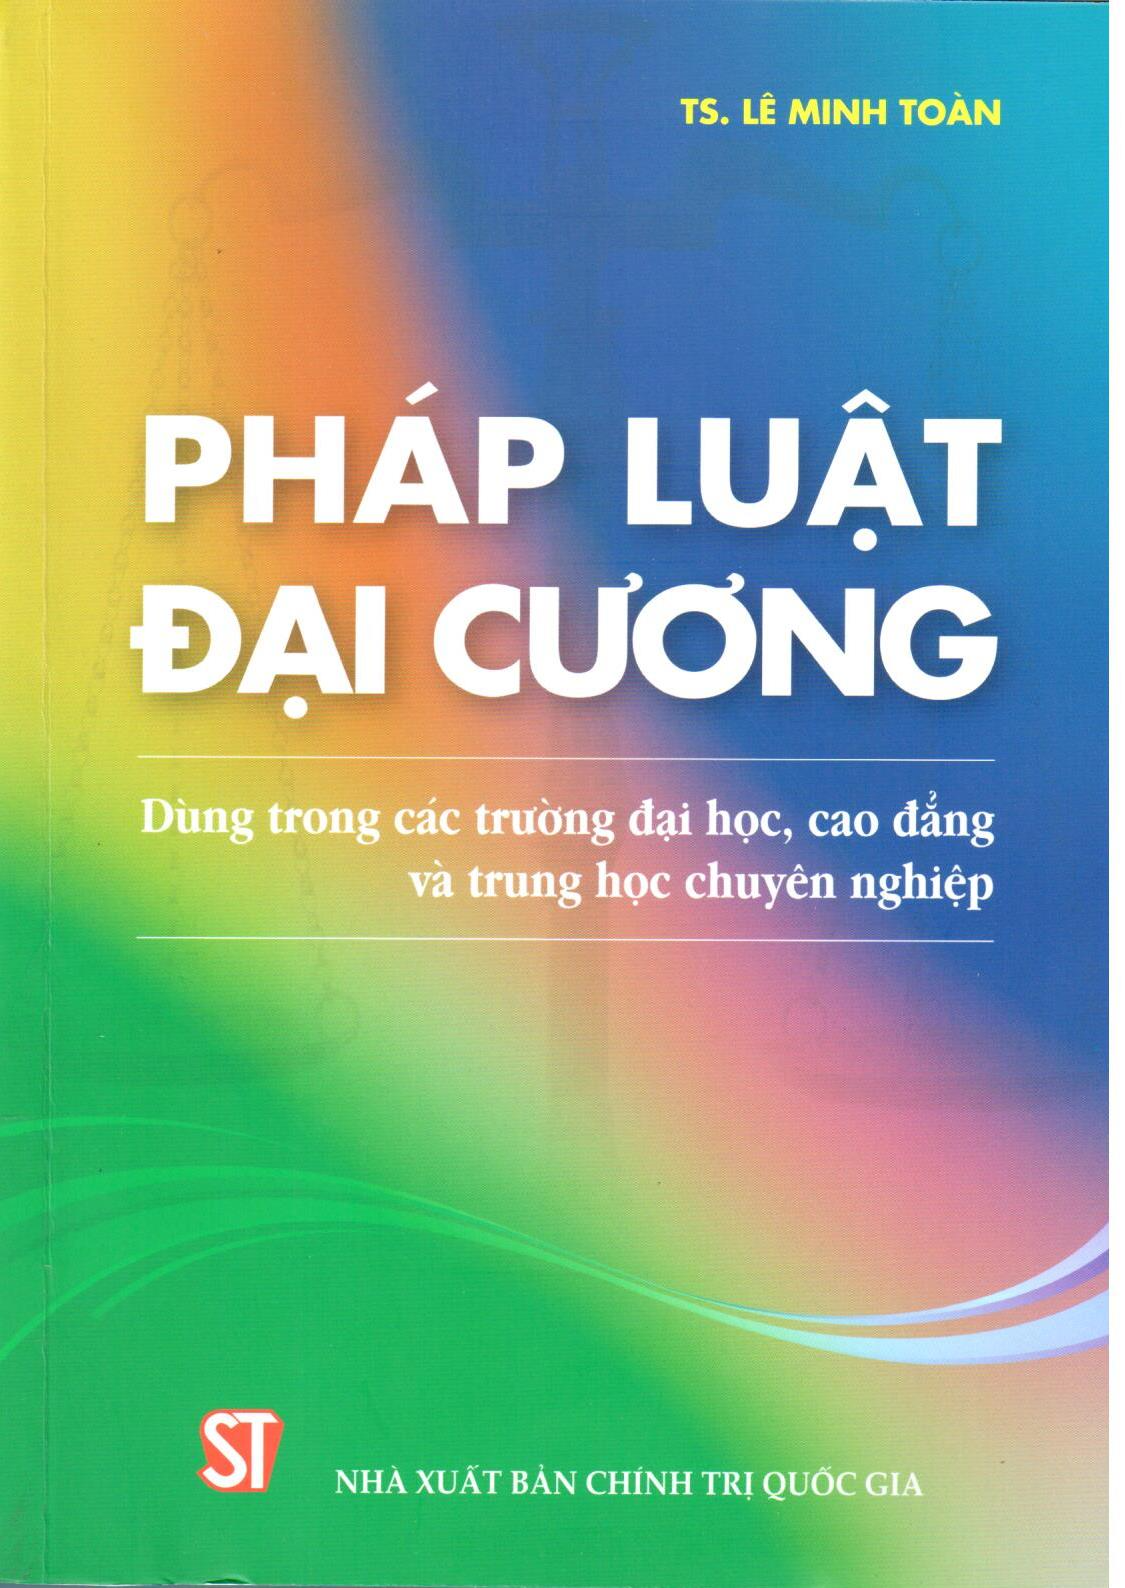 TS. LÊ MINH TOÀN
PHÁP LUẬT
ĐẠI CƯƠNG
Dùng trong các trường đại học, cao đẳng
và trung học chuyên nghiệp
ST
NHÀ XUẤT BẢN CHÍNH TRỊ QUỐC GIA